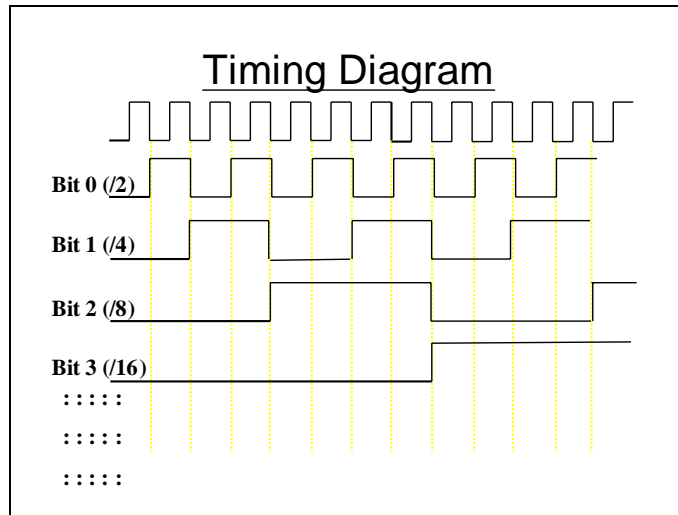 Timing Diagram
Bit 0 (/2)
Bit 1 (/4)
Bit 2 (/8)
Bit 3 (/16)
: : : : :
: : : : :
: : : : :